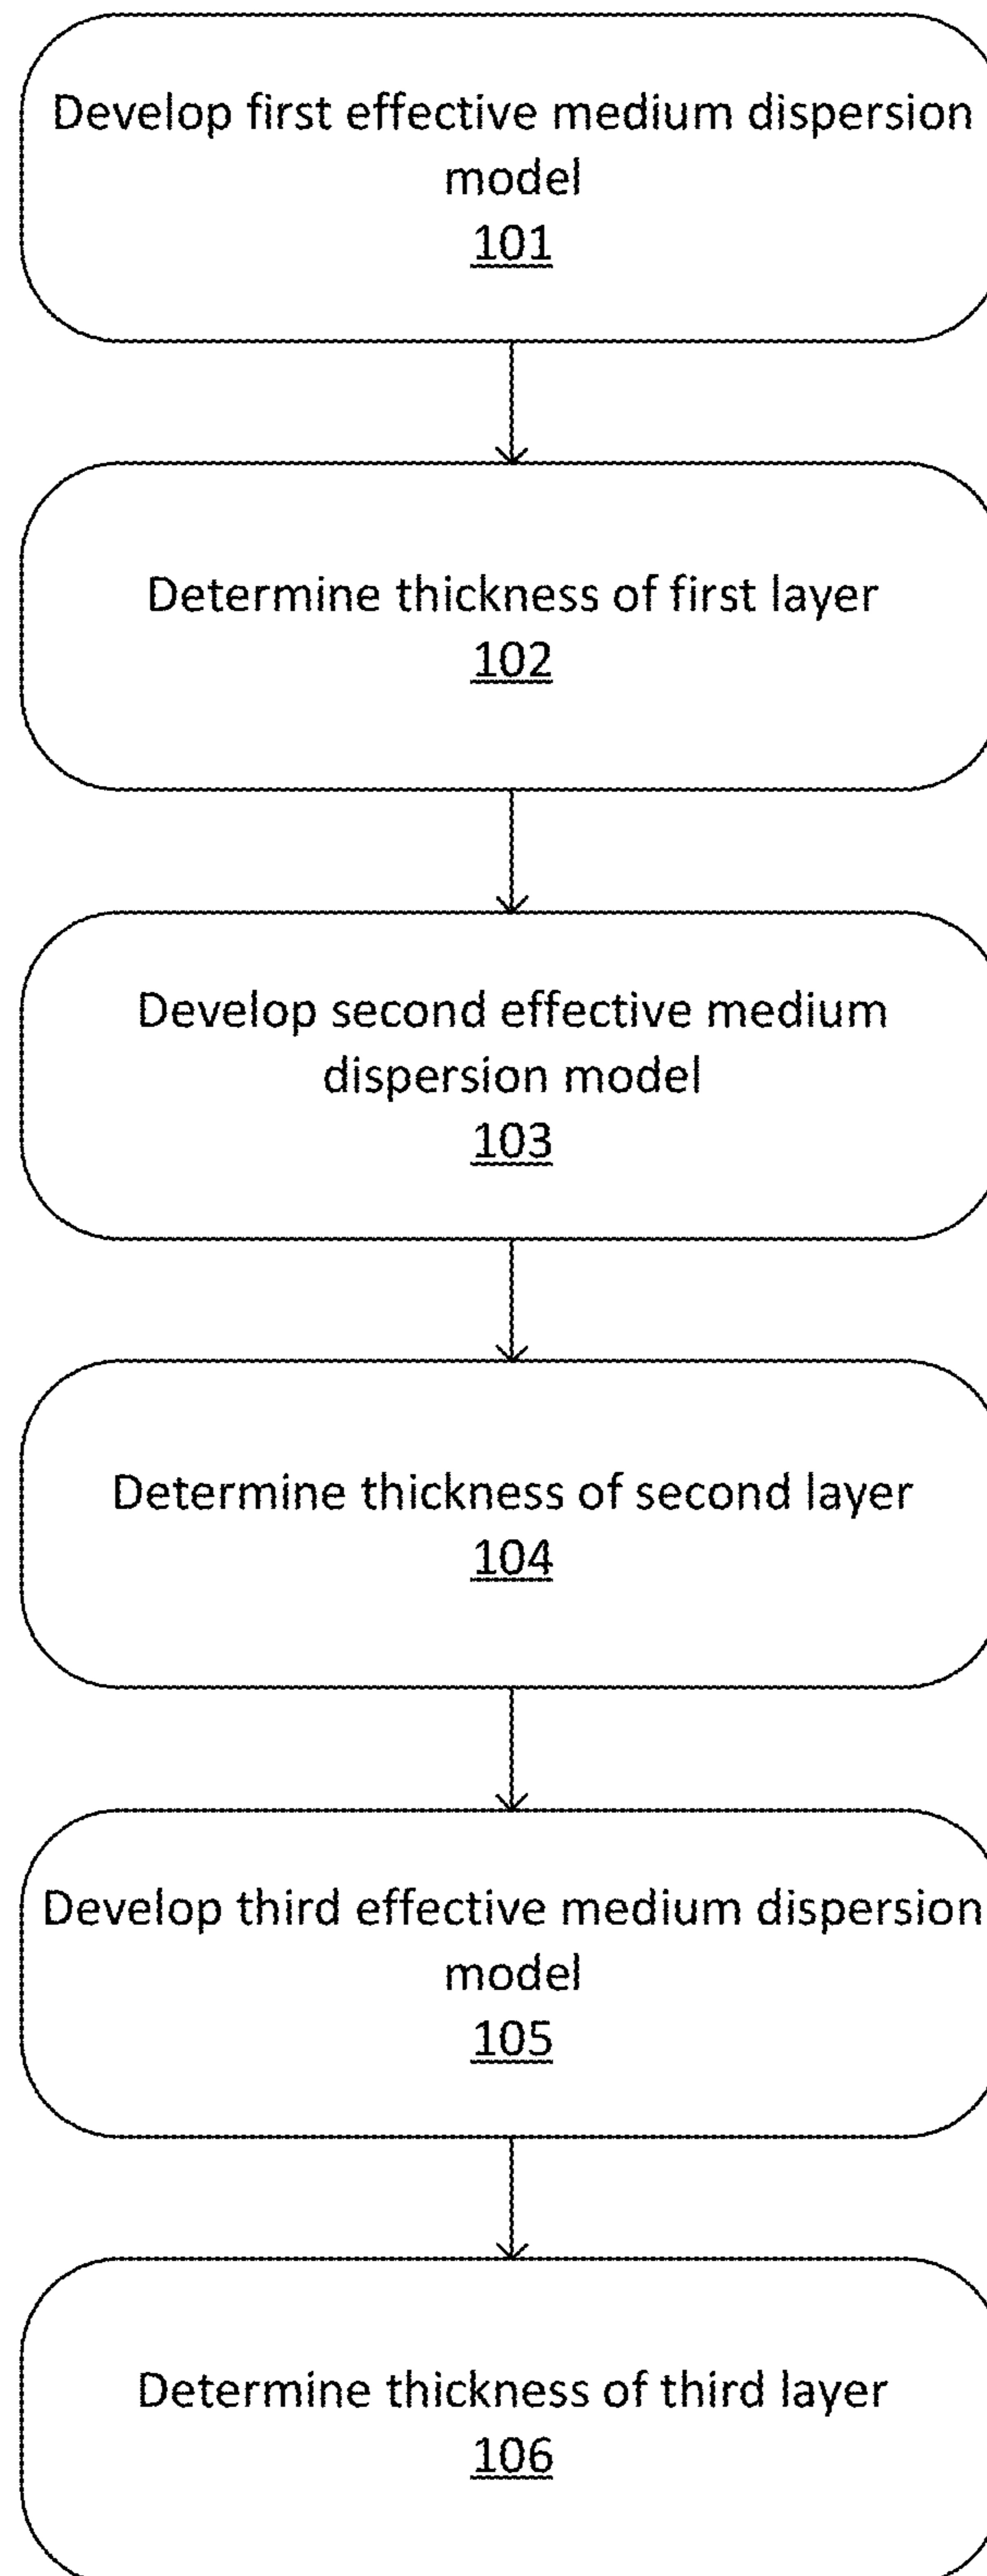 Develop first effective medium dispersion
model
101
Determine thickness of first layer
102
Develop second effective medium
dispersion model
103
Determine thickness of second layer
104
Develop third effective medium dispersion
model
105
Determine thickness of third layer
106